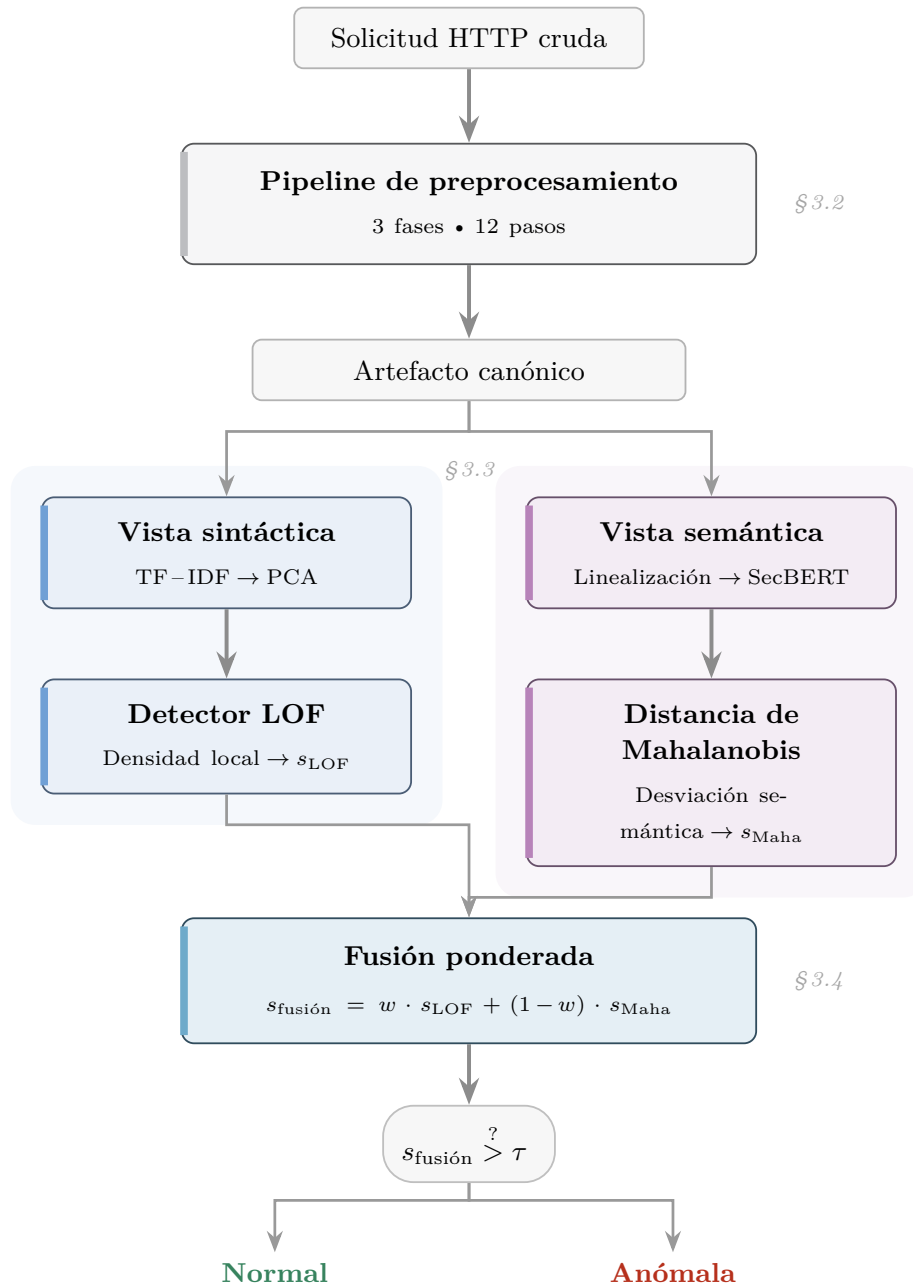 Solicitud HTTP cruda
Pipeline de preprocesamiento
3 fases • 12 pasos
§3.2
Artefacto canónico
§3.3
Vista sintáctica
TF–IDF → PCA
Vista semántica
Linealización → SecBERT
Detector LOF
Densidad local → s_LOF
Distancia de
Mahalanobis
Desviación se-
mántica → s_Maha
Fusión ponderada
s_fusión = w · s_LOF + (1 − w) · s_Maha
§3.4
s_fusión >? τ
Normal
Anómala